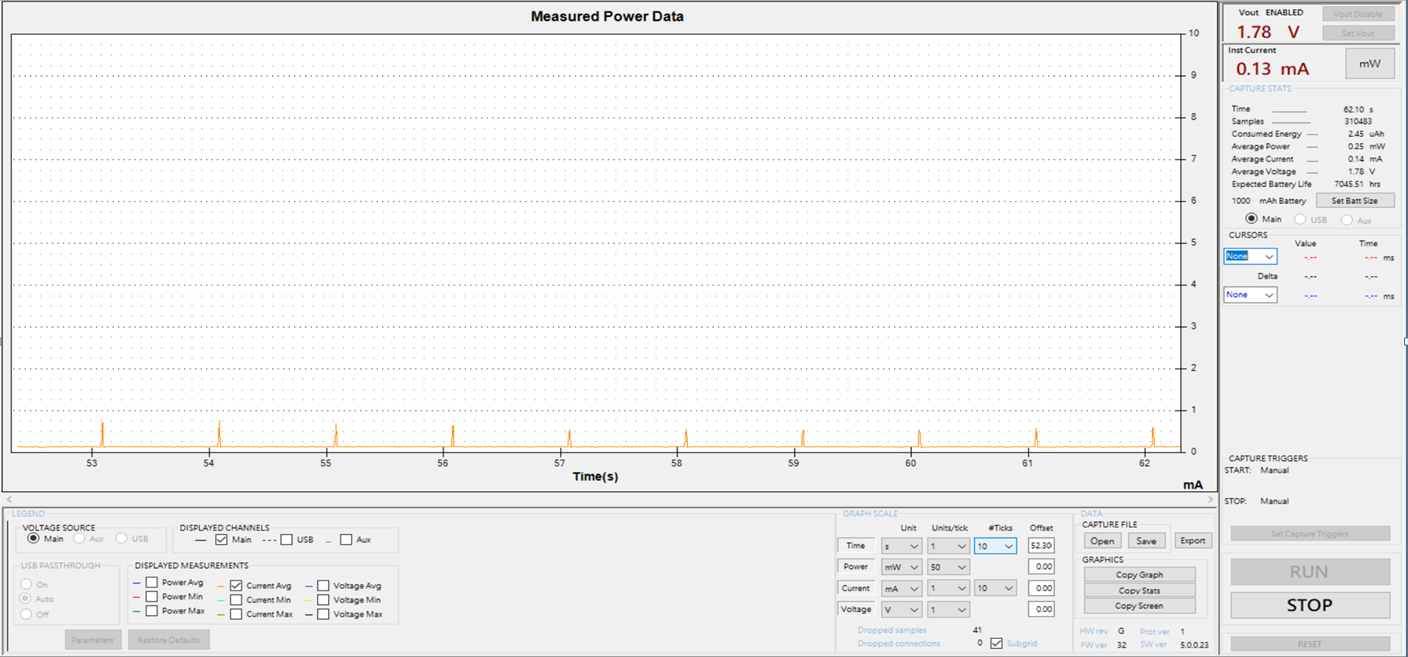 Measured Power Data
10
9
8
7
6
5
4
3
2
1
0
53 54 55 56 57 58 59 60 61 62
Time(s)
mA
Vout ENABLED
1.78 V
Vout Disable
Set Vout
Inst Current
0.13 mA
mW
CAPTURE STATS
Time 62.10 s
Samples 310483
Consumed Energy 2.45 uAh
Average Power 0.25 mW
Average Current 0.14 mA
Average Voltage 1.78 V
Expected Battery Life 7045.51 hrs
1000 mAh Battery Set Batt Size
Main USB Aux
CURSORS
Value Time
None -.-- -.-- ms
Delta -.-- -.--
None -.-- -.-- ms
CAPTURE TRIGGERS
START: Manual
STOP: Manual
Set Capture Triggers
RUN
STOP
RESET
LEGEND
VOLTAGE SOURCE
Main Aux USB
DISPLAYED CHANNELS
Main USB Aux
USB PASSTHROUGH
On
Auto
Off
DISPLAYED MEASUREMENTS
Power Avg Current Avg Voltage Avg
Power Min Current Min Voltage Min
Power Max Current Max Voltage Max
Parameters Restore Defaults
GRAPH SCALE
Unit Units/tick #Ticks Offset
Time s 1 10 52.30
Power mW 50 0.00
Current mA 1 10 0.00
Voltage V 1 0.00
Dropped samples 41
Dropped connections 0 Subgrid
DATA
CAPTURE FILE
Open Save Export
GRAPHICS
Copy Graph
Copy Stats
Copy Screen
HW rev G Prot ver 1
FW ver 32 SW ver 5.0.0.23